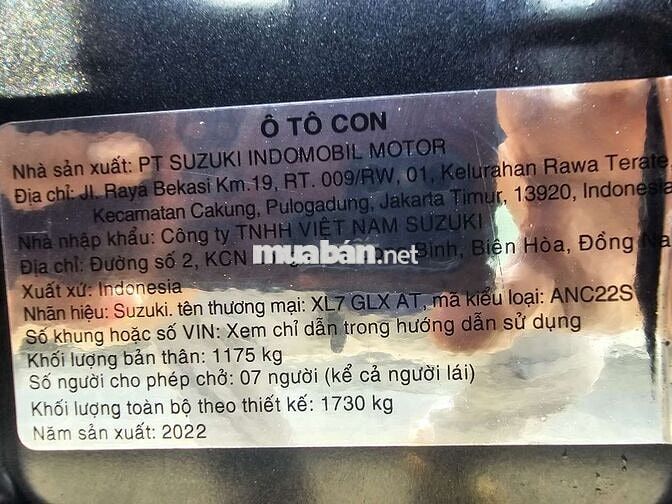 Ô TÔ CON
Nhà sản xuất: PT SUZUKI INDOMOBIL MOTOR
Địa chỉ: Jl. Raya Bekasi Km.19, RT. 009/RW, 01, Kelurahan Rawa Terate,
Kecamatan Cakung, Pulogadung, Jakarta Timur, 13920, Indonesia
Nhà nhập khẩu: Công ty TNHH VIỆT NAM SUZUKI
Địa chỉ: Đường số 2, KCN Bình, Biên Hòa, Đồng Na
muabán.net
Xuất xứ: Indonesia
Nhãn hiệu: Suzuki. tên thương mại: XL7 GLX AT, mã kiểu loại: ANC22S
Số khung hoặc số VIN: Xem chỉ dẫn trong hướng dẫn sử dụng
Khối lượng bản thân: 1175 kg
Số người cho phép chở: 07 người (kể cả người lái)
Khối lượng toàn bộ theo thiết kế: 1730 kg
Năm sản xuất: 2022